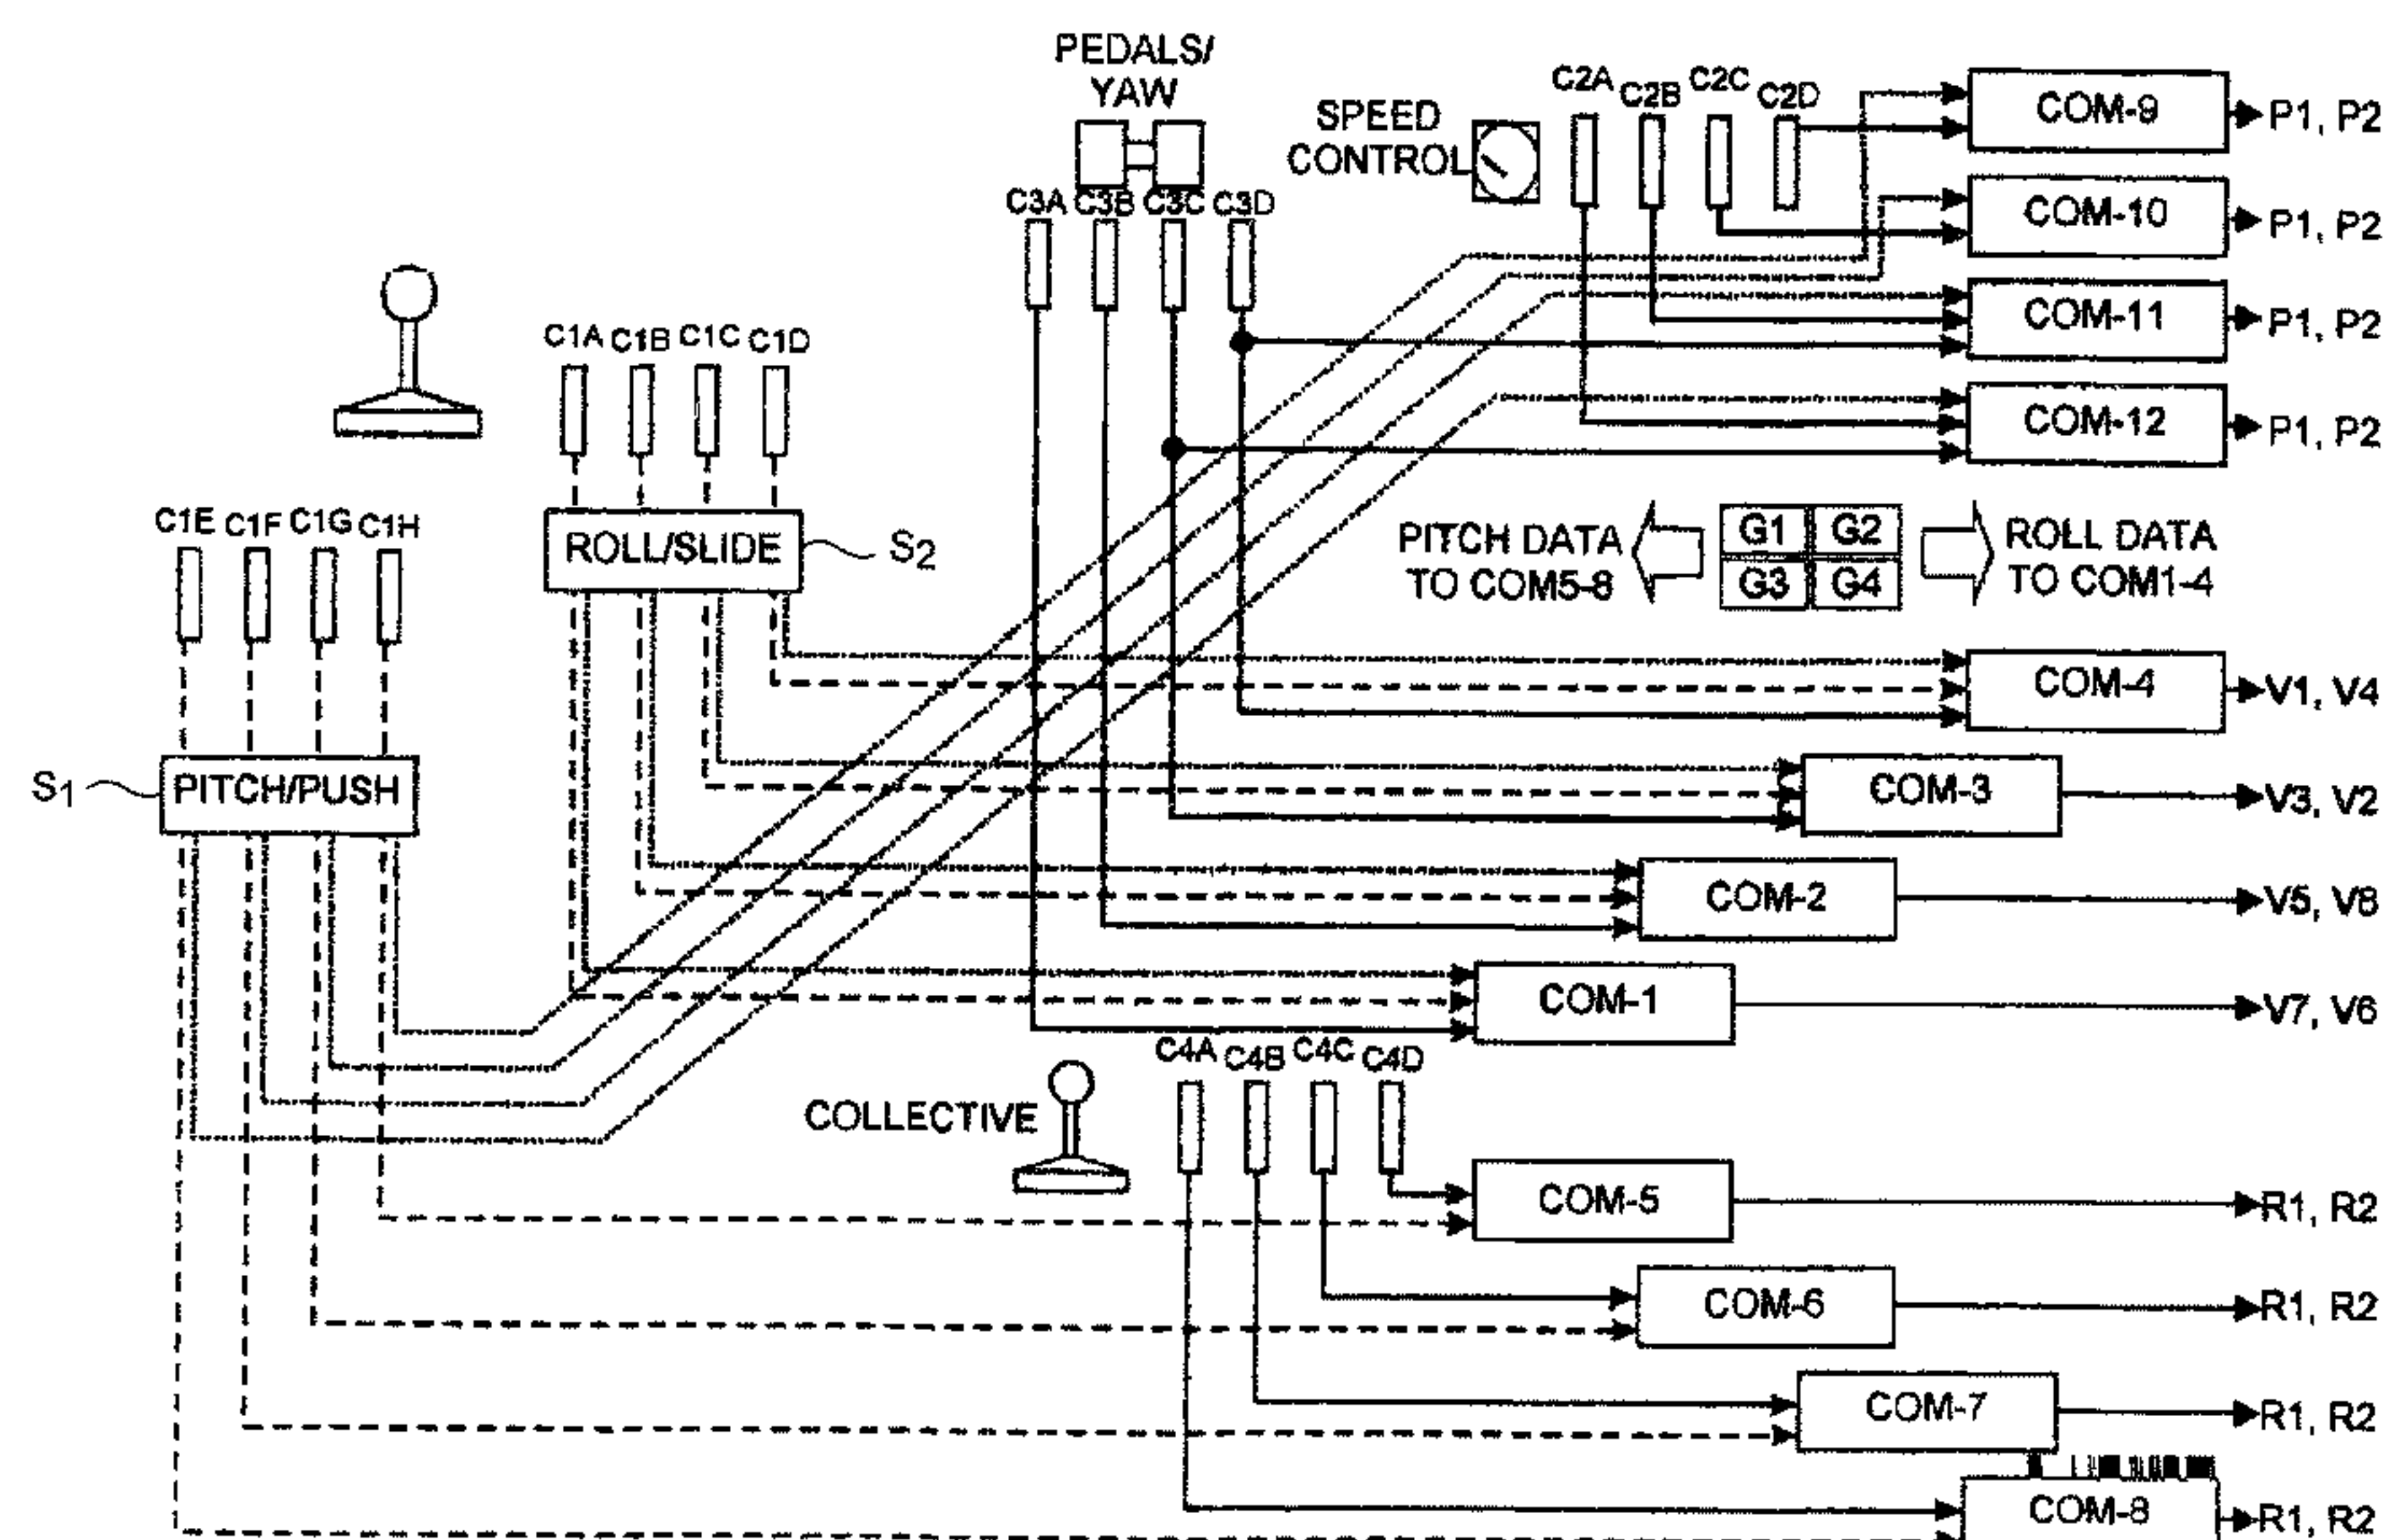 PEDALS/
YAW
C3A C3B C3C C3D
SPEED
CONTROL
C2A C2B C2C C2D
COM-9
P1, P2
COM-10
P1, P2
COM-11
P1, P2
COM-12
P1, P2
C1A C1B C1C C1D
ROLL/SLIDE
S2
C1E C1F C1G C1H
PITCH/PUSH
S1
PITCH DATA
TO COM5-8
G1 G2
G3 G4
ROLL DATA
TO COM1-4
COM-4
V1, V4
COM-3
V3, V2
COM-2
V5, V8
COM-1
V7, V6
COLLECTIVE
C4A C4B C4C C4D
COM-5
R1, R2
COM-6
R1, R2
COM-7
R1, R2
COM-8
R1, R2